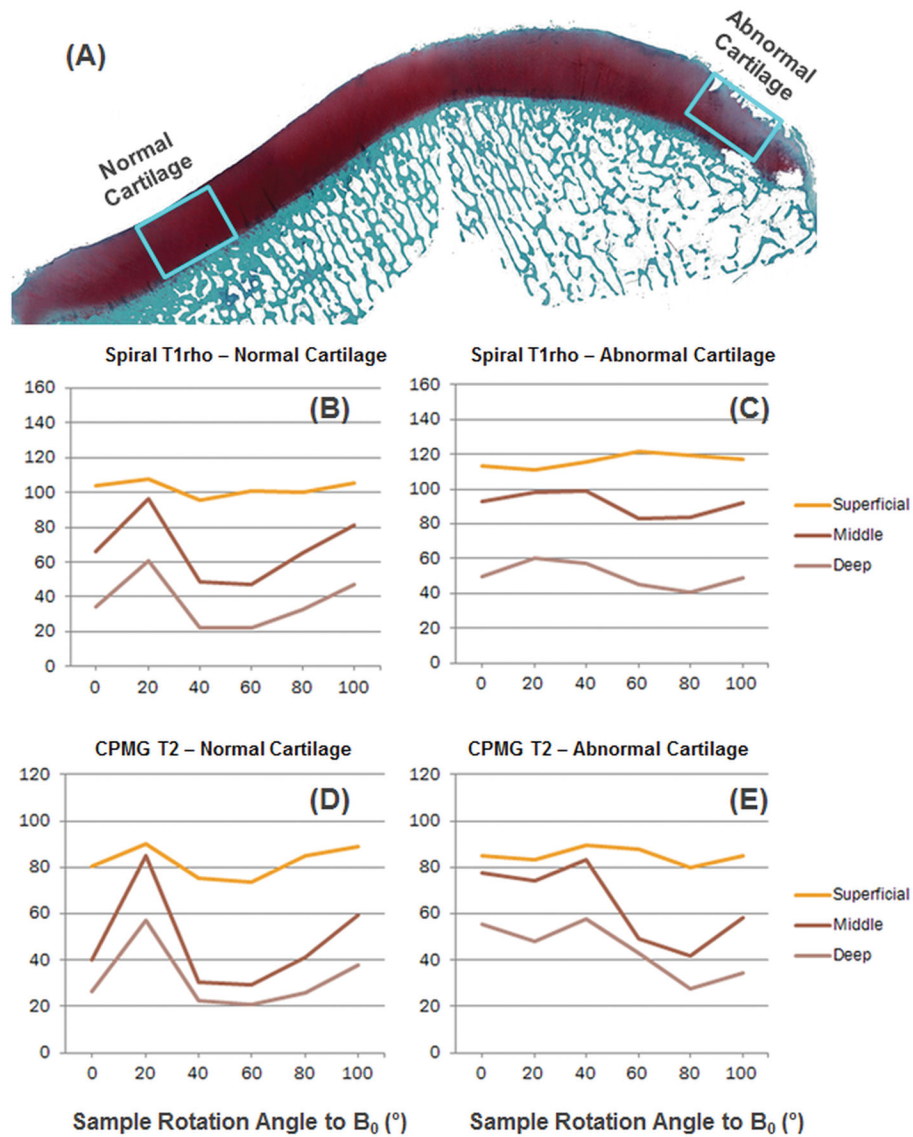 (A)
Normal
Cartilage
Abnormal
Cartilage
Spiral T1rho – Normal Cartilage
(B)
160
140
120
100
80
60
40
20
0
0 20 40 60 80 100
Spiral T1rho – Abnormal Cartilage
(C)
160
140
120
100
80
60
40
20
0
0 20 40 60 80 100
Superficial
Middle
Deep
CPMG T2 – Normal Cartilage
(D)
120
100
80
60
40
20
0
0 20 40 60 80 100
Sample Rotation Angle to B₀ (°)
CPMG T2 – Abnormal Cartilage
(E)
120
100
80
60
40
20
0
0 20 40 60 80 100
Sample Rotation Angle to B₀ (°)
Superficial
Middle
Deep